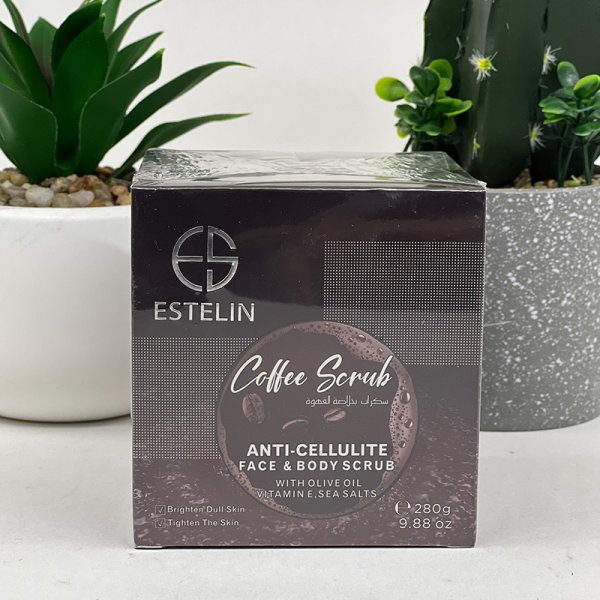 ES
ESTELIN
Coffee Scrub
سكراب بخلاصة القهوة
ANTI-CELLULITE
FACE & BODY SCRUB
WITH OLIVE OIL
VITAMIN E, SEA SALTS
Brighten Dull Skin
Tighten The Skin
℮ 280g
9.88 oz